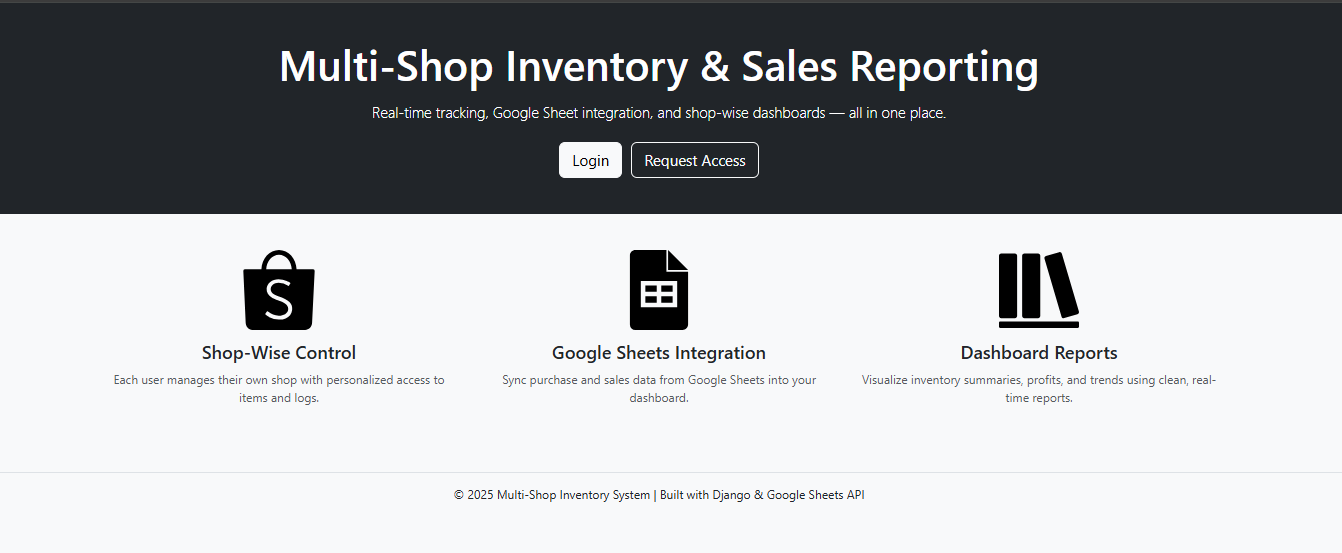 Multi-Shop Inventory & Sales Reporting
Real-time tracking, Google Sheet integration, and shop-wise dashboards — all in one place.
Login
Request Access
S
Shop-Wise Control
Each user manages their own shop with personalized access to
items and logs.
Google Sheets Integration
Sync purchase and sales data from Google Sheets into your
dashboard.
Dashboard Reports
Visualize inventory summaries, profits, and trends using clean, real-
time reports.
© 2025 Multi-Shop Inventory System | Built with Django & Google Sheets API